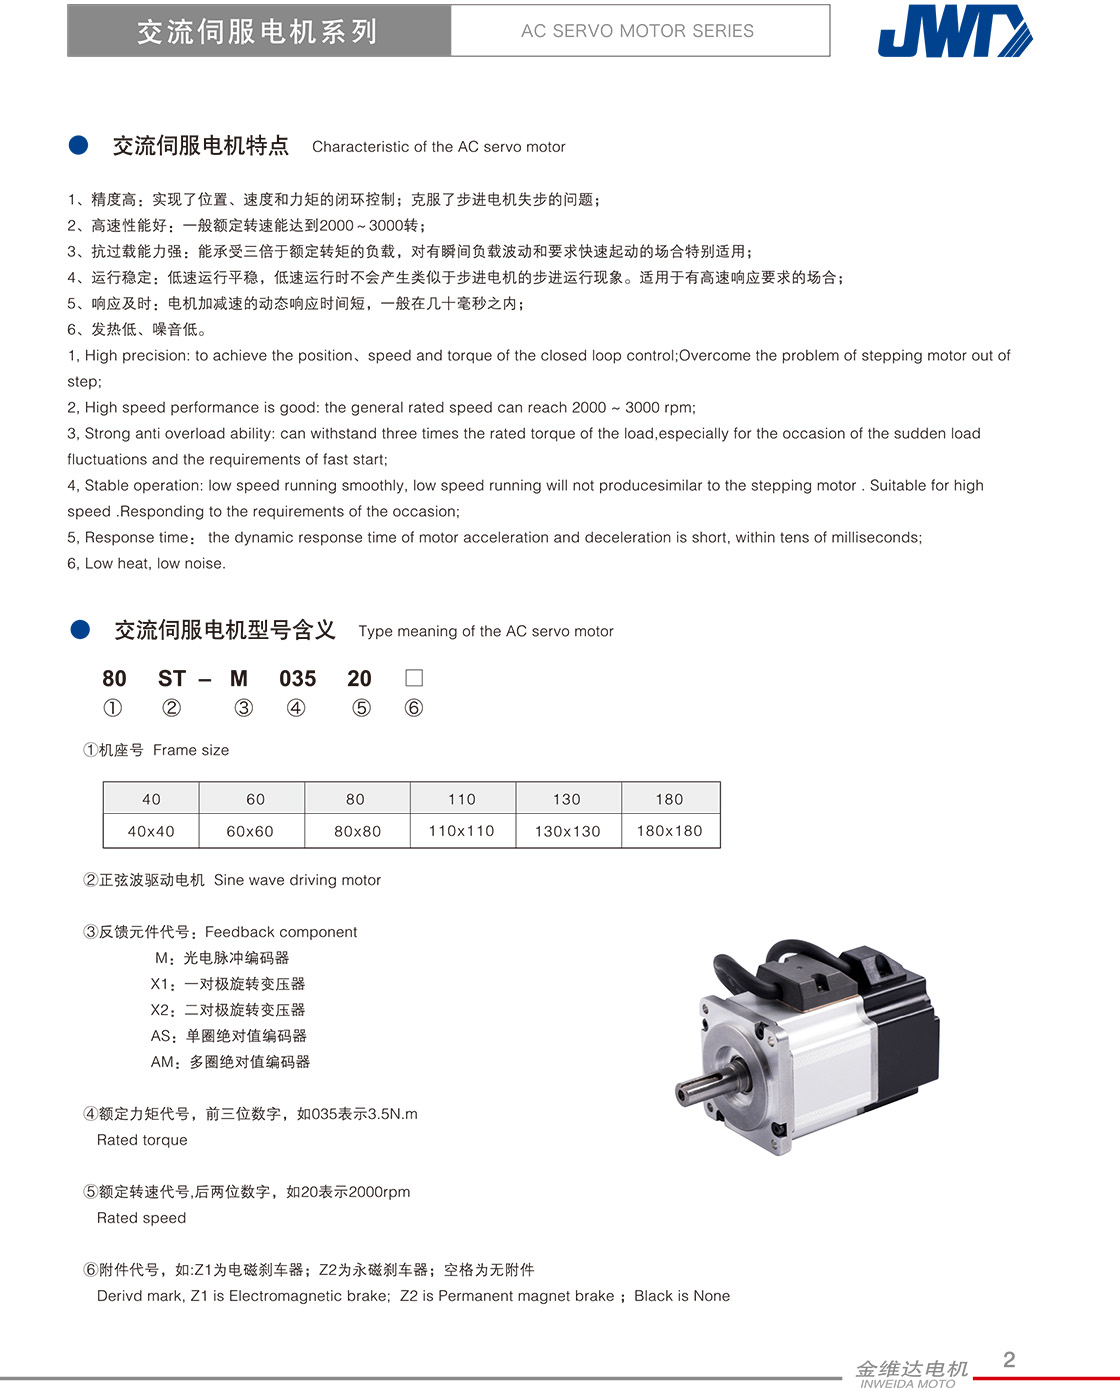 交流伺服电机系列
AC SERVO MOTOR SERIES
JWD
交流伺服电机特点 Characteristic of the AC servo motor
1、精度高：实现了位置、速度和力矩的闭环控制；克服了步进电机失步的问题；
2、高速性能好：一般额定转速能达到2000～3000转；
3、抗过载能力强：能承受三倍于额定转矩的负载，对有瞬间负载波动和要求快速起动的场合特别适用；
4、运行稳定：低速运行平稳，低速运行时不会产生类似于步进电机的步进运行现象。适用于有高速响应要求的场合；
5、响应及时：电机加减速的动态响应时间短，一般在几十毫秒之内；
6、发热低、噪音低。
1, High precision: to achieve the position、speed and torque of the closed loop control;Overcome the problem of stepping motor out of
step;
2, High speed performance is good: the general rated speed can reach 2000 ~ 3000 rpm;
3, Strong anti overload ability: can withstand three times the rated torque of the load,especially for the occasion of the sudden load
fluctuations and the requirements of fast start;
4, Stable operation: low speed running smoothly, low speed running will not producesimilar to the stepping motor . Suitable for high
speed .Responding to the requirements of the occasion;
5, Response time： the dynamic response time of motor acceleration and deceleration is short, within tens of milliseconds;
6, Low heat, low noise.
交流伺服电机型号含义 Type meaning of the AC servo motor
80 ST – M 035 20 □
① ② ③ ④ ⑤ ⑥
①机座号 Frame size
40 60 80 110 130 180
40x40 60x60 80x80 110x110 130x130 180x180
②正弦波驱动电机 Sine wave driving motor
③反馈元件代号：Feedback component
M：光电脉冲编码器
X1：一对极旋转变压器
X2：二对极旋转变压器
AS：单圈绝对值编码器
AM：多圈绝对值编码器
④额定力矩代号，前三位数字，如035表示3.5N.m
Rated torque
⑤额定转速代号,后两位数字，如20表示2000rpm
Rated speed
⑥附件代号，如:Z1为电磁刹车器；Z2为永磁刹车器；空格为无附件
Derivd mark, Z1 is Electromagnetic brake; Z2 is Permanent magnet brake ；Black is None
金维达电机
INWEIDA MOTO
2